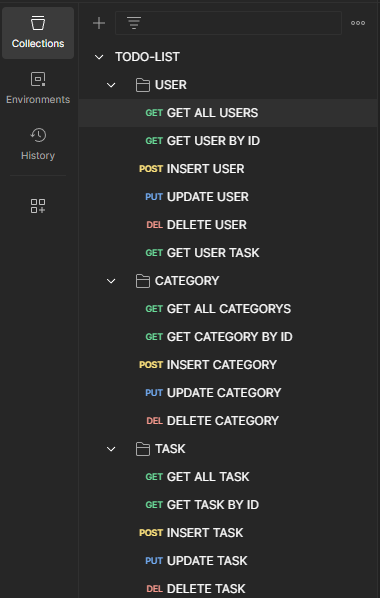 Collections
Environments
History
TODO-LIST
USER
GET GET ALL USERS
GET GET USER BY ID
POST INSERT USER
PUT UPDATE USER
DEL DELETE USER
GET GET USER TASK
CATEGORY
GET GET ALL CATEGORYS
GET GET CATEGORY BY ID
POST INSERT CATEGORY
PUT UPDATE CATEGORY
DEL DELETE CATEGORY
TASK
GET GET ALL TASK
GET GET TASK BY ID
POST INSERT TASK
PUT UPDATE TASK
DEL DELETE TASK